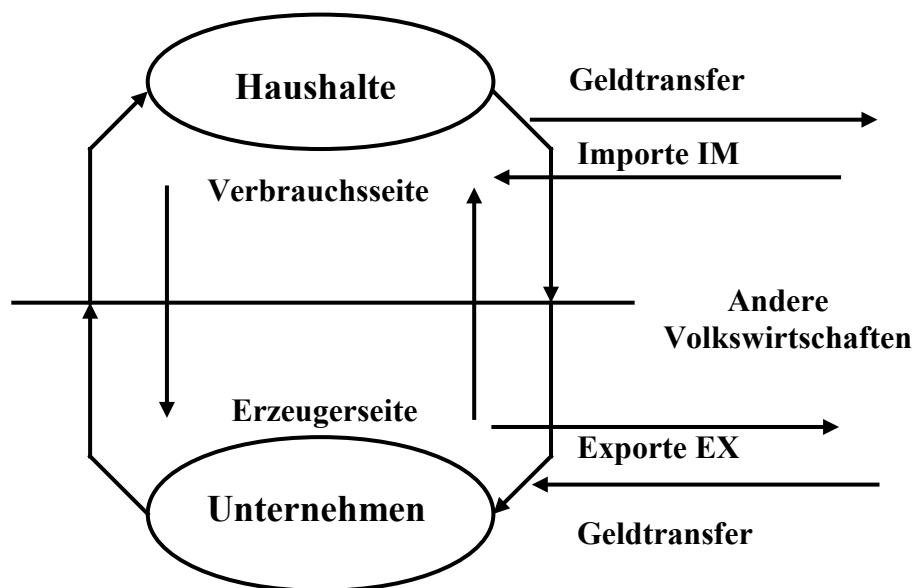 Haushalte
Geldtransfer
Importe IM
Verbrauchsseite
Andere
Volkswirtschaften
Erzeugerseite
Exporte EX
Unternehmen
Geldtransfer